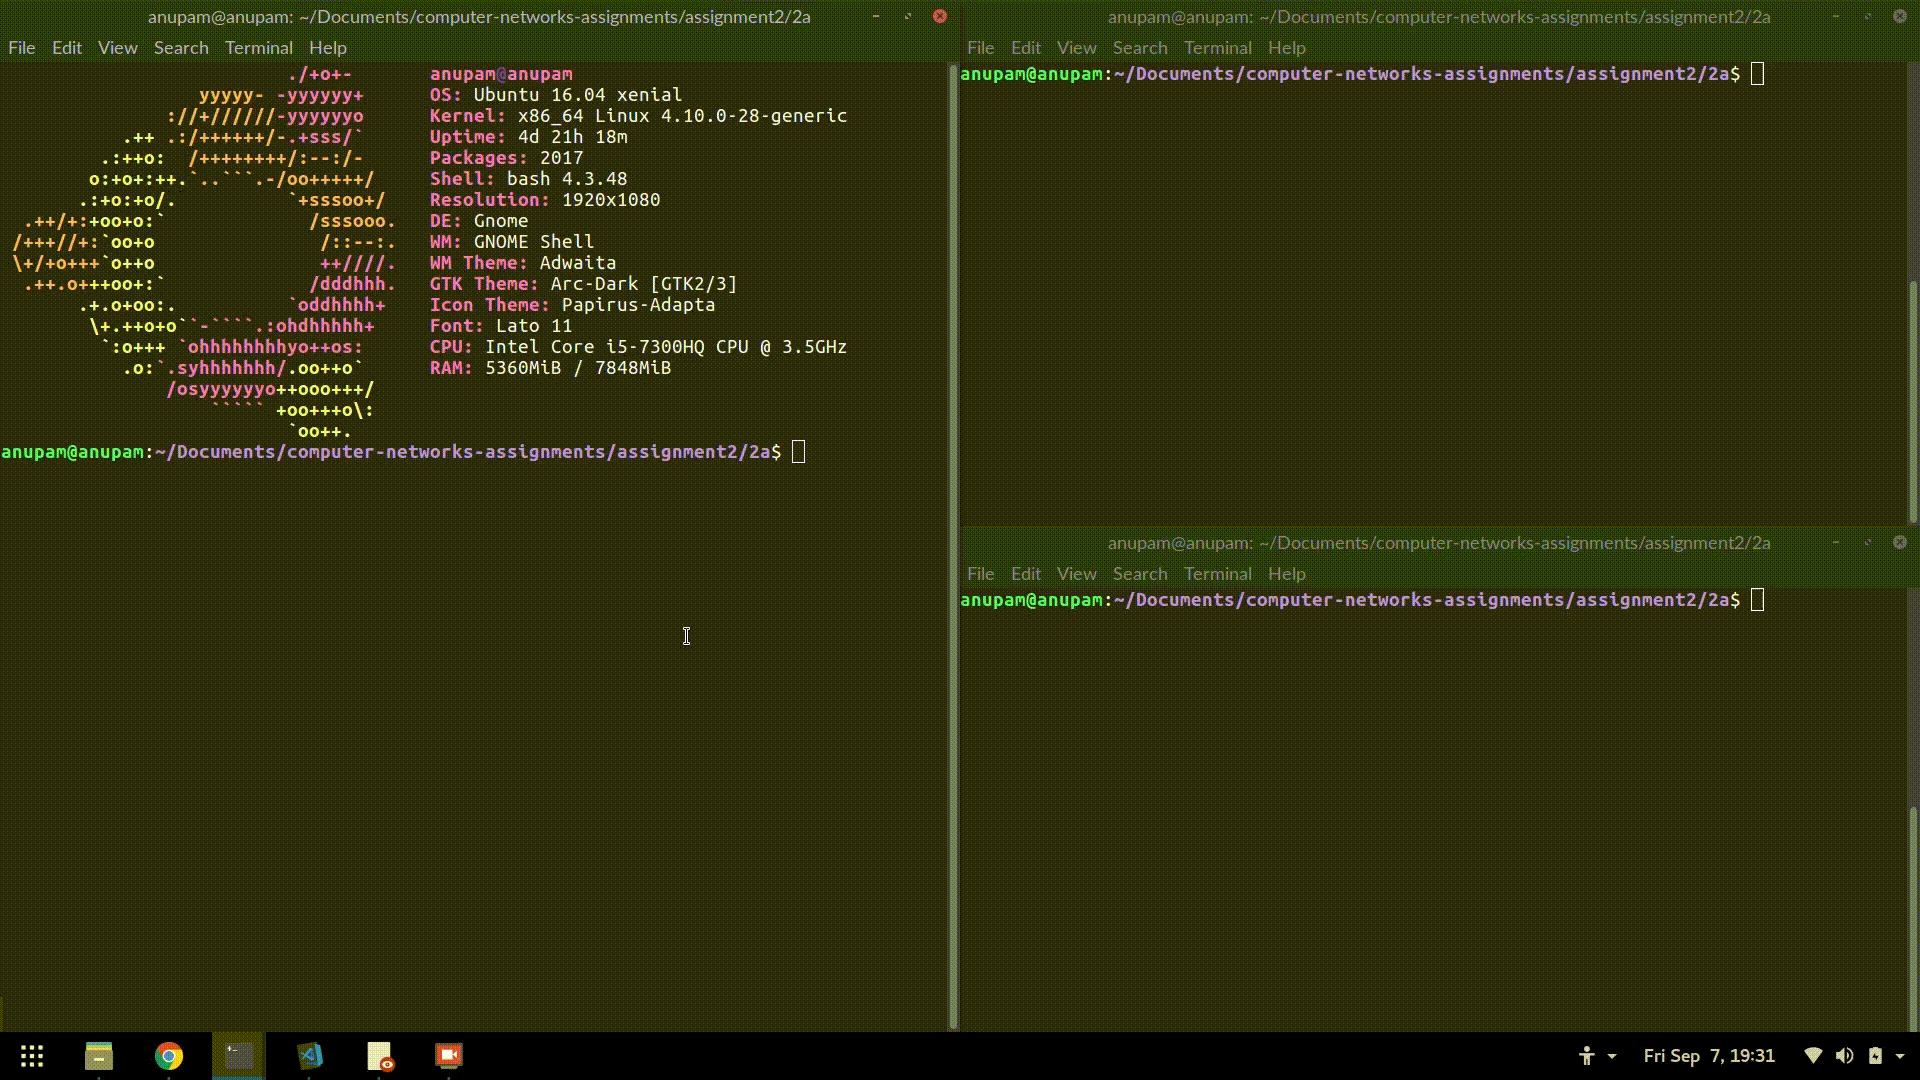 anupam@anupam: ~/Documents/computer-networks-assignments/assignment2/2a
File Edit View Search Terminal Help
                          ./+o+-       anupam@anupam
                  yyyyy- -yyyyyy+      OS: Ubuntu 16.04 xenial
               ://+//////-yyyyyyo      Kernel: x86_64 Linux 4.10.0-28-generic
           .++ .:/++++++/-.+sss/`      Uptime: 4d 21h 18m
         .:++o:  /++++++++/:--:/-      Packages: 2017
        o:+o+:++.`..```.-/oo+++++/     Shell: bash 4.3.48
       .:+o:+o/.          `+sssoo+/    Resolution: 1920x1080
  .++/+:+oo+o:`             /sssooo.   DE: Gnome
 /+++//+:`oo+o               /::--:.   WM: GNOME Shell
 \+/+o+++`o++o               ++////.   WM Theme: Adwaita
  .++.o+++oo+:`             /dddhhh.   GTK Theme: Arc-Dark [GTK2/3]
       .+.o+oo:.          `oddhhhh+    Icon Theme: Papirus-Adapta
        \+.++o+o``-````.:ohdhhhhh+     Font: Lato 11
         `:o+++ `ohhhhhhhhyo++os:      CPU: Intel Core i5-7300HQ CPU @ 3.5GHz
           .o:`.syhhhhhhh/.oo++o`      RAM: 5360MiB / 7848MiB
               /osyyyyyyo++ooo+++/
                   ````` +oo+++o\:
                          `oo++.
anupam@anupam:~/Documents/computer-networks-assignments/assignment2/2a$
anupam@anupam: ~/Documents/computer-networks-assignments/assignment2/2a
File Edit View Search Terminal Help
anupam@anupam:~/Documents/computer-networks-assignments/assignment2/2a$
anupam@anupam: ~/Documents/computer-networks-assignments/assignment2/2a
File Edit View Search Terminal Help
anupam@anupam:~/Documents/computer-networks-assignments/assignment2/2a$
Fri Sep 7, 19:31